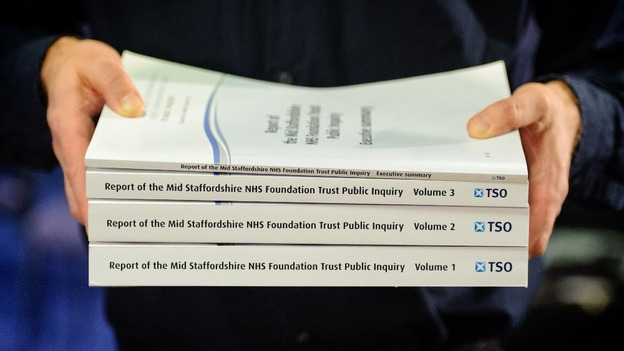 Report of
the Mid Staffordshire
NHS Foundation Trust
Public Inquiry
Executive summary
Report of the Mid Staffordshire NHS Foundation Trust Public Inquiry Executive summary TSO
Report of the Mid Staffordshire NHS Foundation Trust Public Inquiry Volume 3 TSO
Report of the Mid Staffordshire NHS Foundation Trust Public Inquiry Volume 2 TSO
Report of the Mid Staffordshire NHS Foundation Trust Public Inquiry Volume 1 TSO